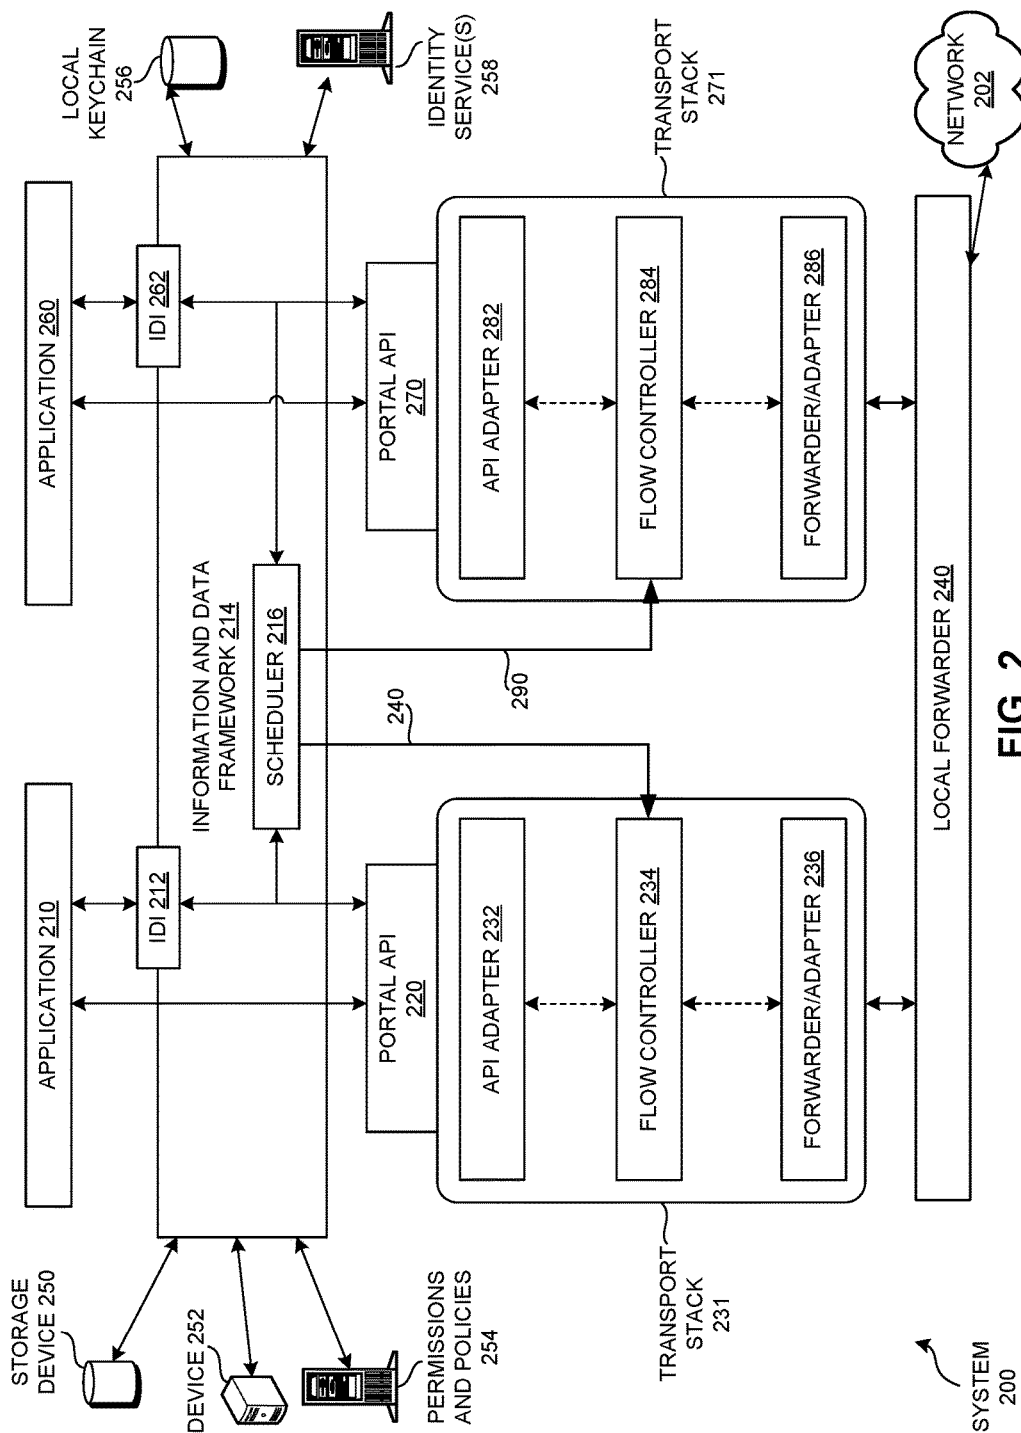 STORAGE
DEVICE 250
DEVICE 252
PERMISSIONS
AND POLICIES
254
APPLICATION 210
IDI 212
APPLICATION 260
IDI 262
LOCAL
KEYCHAIN
256
IDENTITY
SERVICE(S)
258
INFORMATION AND DATA
FRAMEWORK 214
SCHEDULER 216
240
290
PORTAL API
220
API ADAPTER 232
FLOW CONTROLLER 234
FORWARDER/ADAPTER 236
TRANSPORT
STACK
231
PORTAL API
270
API ADAPTER 282
FLOW CONTROLLER 284
FORWARDER/ADAPTER 286
TRANSPORT
STACK
271
LOCAL FORWARDER 240
NETWORK
202
SYSTEM
200
FIG. 2